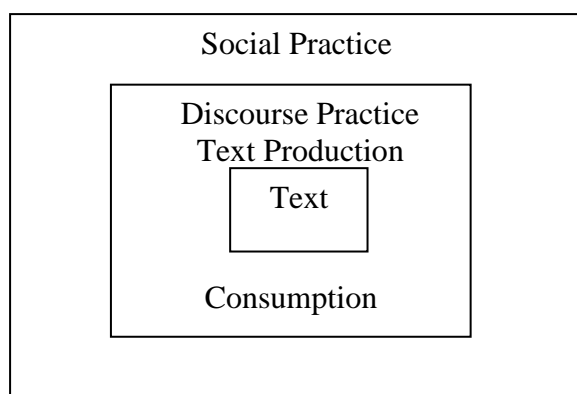 Social Practice
Discourse Practice
Text Production
Text
Consumption